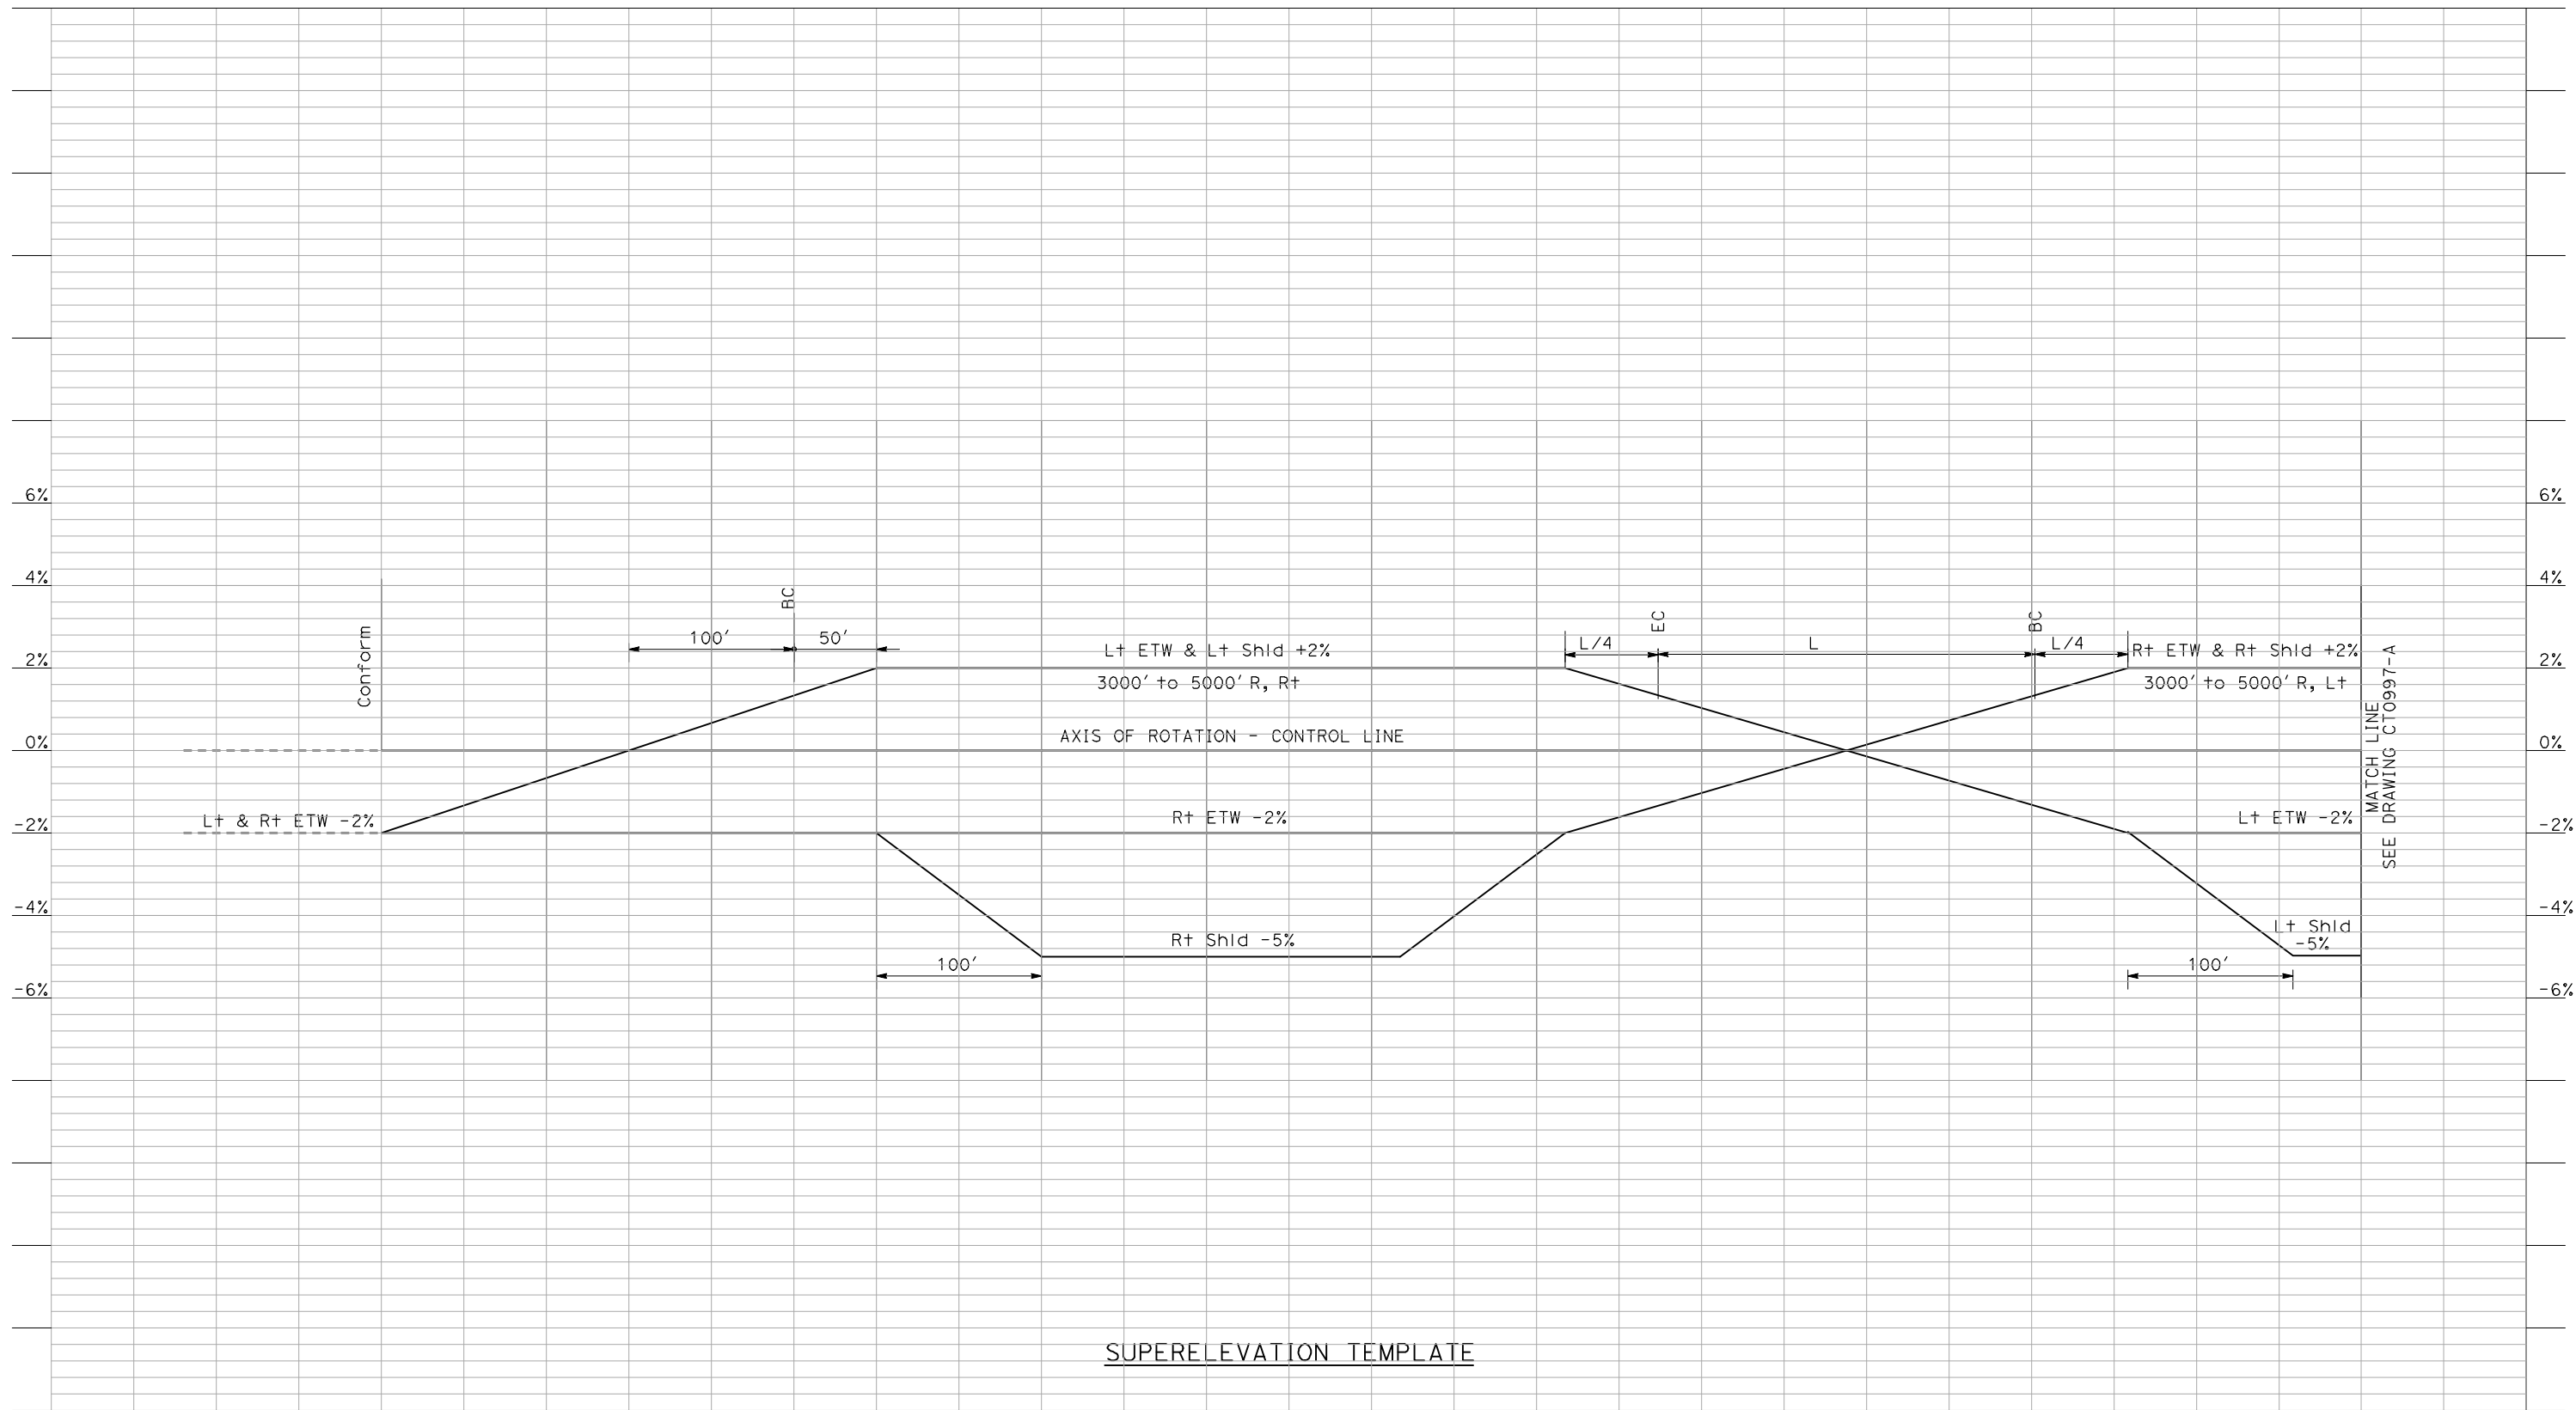 6%
6%
4%
4%
Conform
BC
100'
50'
Lt ETW & Lt Shld +2%
3000' to 5000' R, Rt
L/4
EC
L
BC
L/4
Rt ETW & Rt Shld +2%
3000' to 5000' R, Lt
2%
2%
AXIS OF ROTATION - CONTROL LINE
0%
0%
MATCH LINE
SEE DRAWING CT0997-A
Lt & Rt ETW -2%
Rt ETW -2%
Lt ETW -2%
-2%
-2%
-4%
-4%
Rt Shld -5%
Lt Shld
-5%
100'
100'
-6%
-6%
SUPERELEVATION TEMPLATE